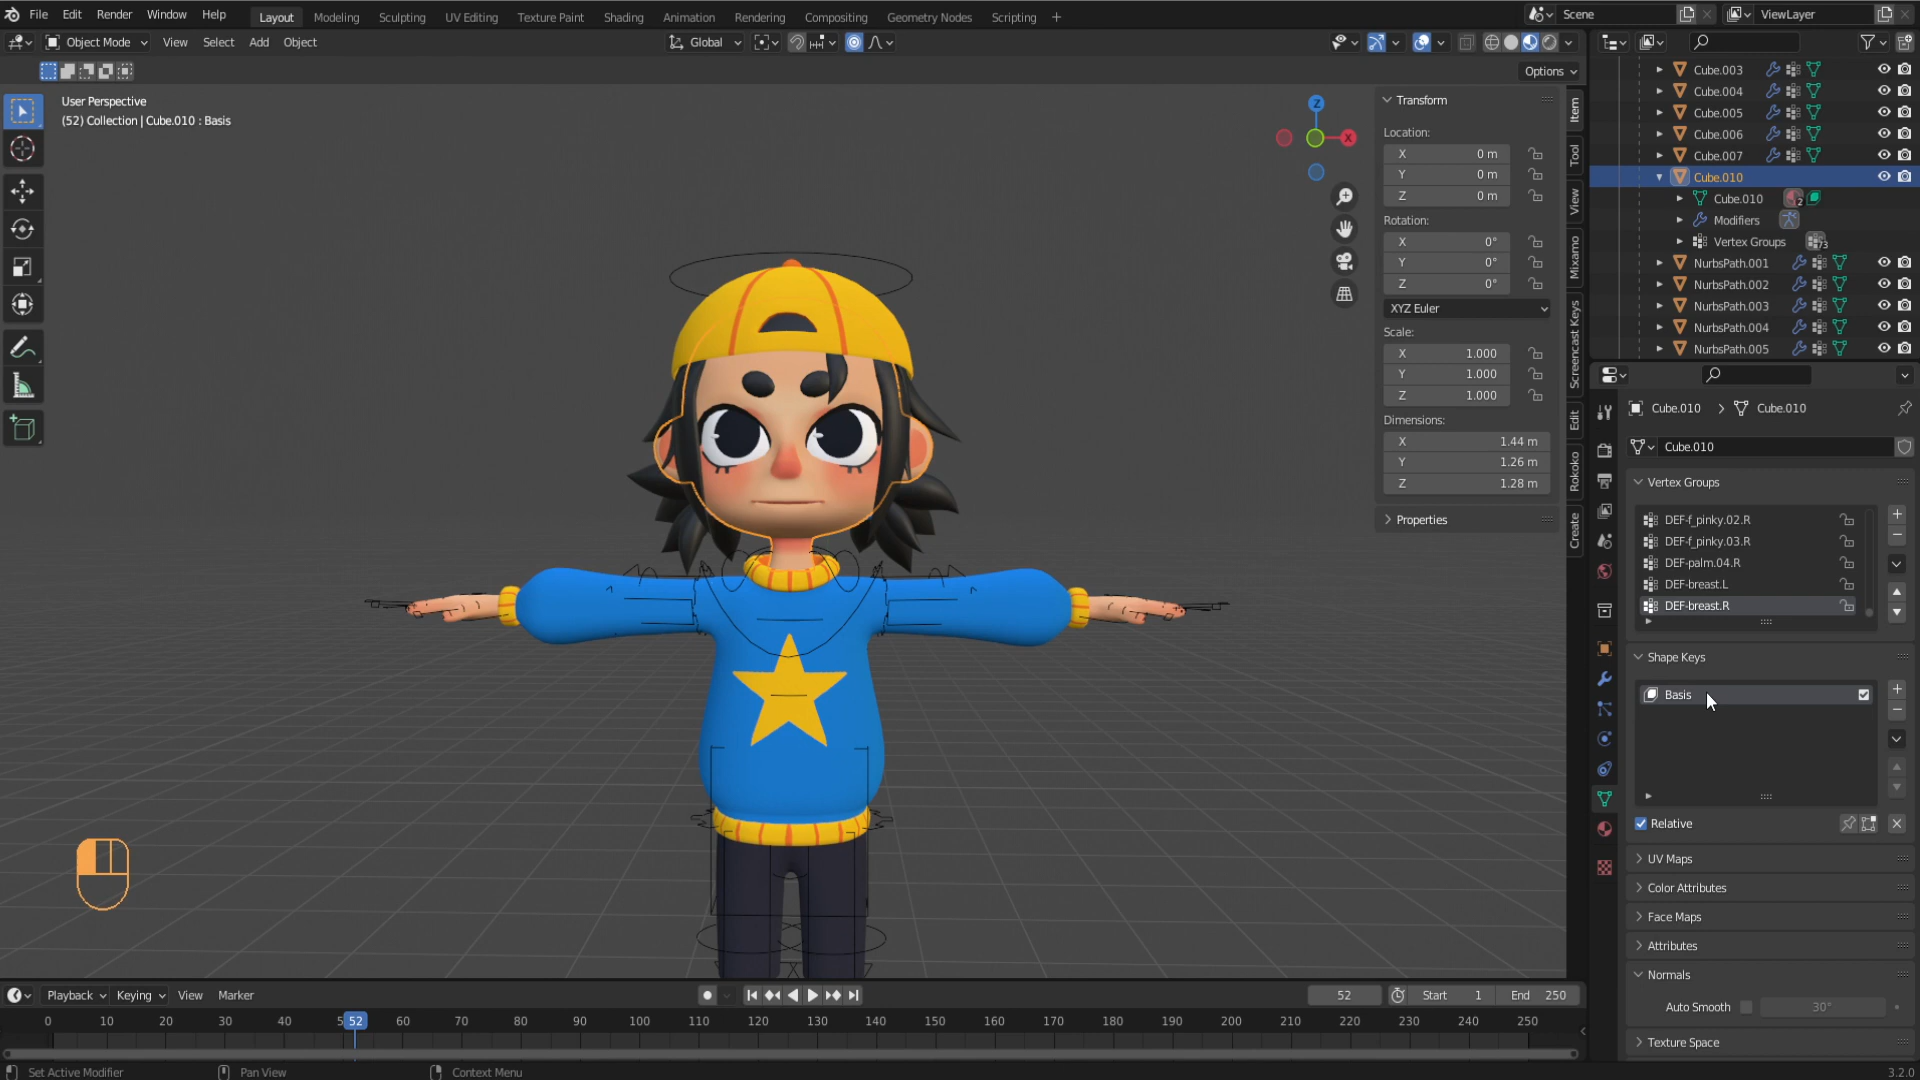 File Edit Render Window Help Layout Modeling Sculpting UV Editing Texture Paint Shading Animation Rendering Compositing Geometry Nodes Scripting + Scene ViewLayer
Object Mode View Select Add Object Global
Options
User Perspective
(52) Collection | Cube.010 : Basis
Z
X
Transform
Location:
X 0 m
Y 0 m
Z 0 m
Rotation:
X 0°
Y 0°
Z 0°
XYZ Euler
Scale:
X 1.000
Y 1.000
Z 1.000
Dimensions:
X 1.44 m
Y 1.26 m
Z 1.28 m
Properties
Item
Tool
View
Mixamo
Screencast Keys
Edit
Rokoko
Create
Cube.003
Cube.004
Cube.005
Cube.006
Cube.007
Cube.010
Cube.010 2
Modifiers
Vertex Groups 73
NurbsPath.001
NurbsPath.002
NurbsPath.003
NurbsPath.004
NurbsPath.005
Cube.010 Cube.010
Cube.010
Vertex Groups
DEF-f_pinky.02.R
DEF-f_pinky.03.R
DEF-palm.04.R
DEF-breast.L
DEF-breast.R
Shape Keys
Basis
Relative
UV Maps
Color Attributes
Face Maps
Attributes
Normals
Auto Smooth 30°
Texture Space
Playback Keying View Marker 52 Start 1 End 250
0 10 20 30 40 5 52 60 70 80 90 100 110 120 130 140 150 160 170 180 190 200 210 220 230 240 250
Set Active Modifier Pan View Context Menu 3.2.0